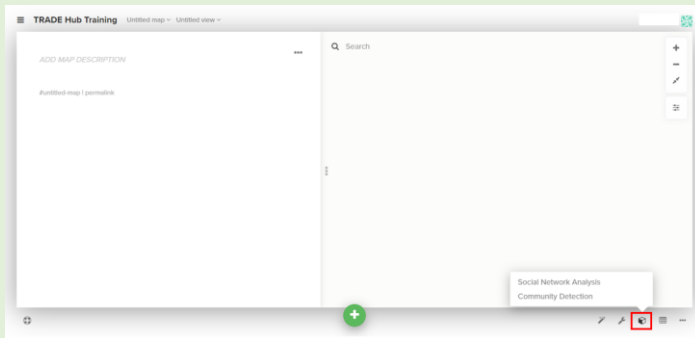 TRADE Hub Training Untitled map Untitled view
ADD MAP DESCRIPTION
Search
#untitled-map | permalink
Social Network Analysis
Community Detection